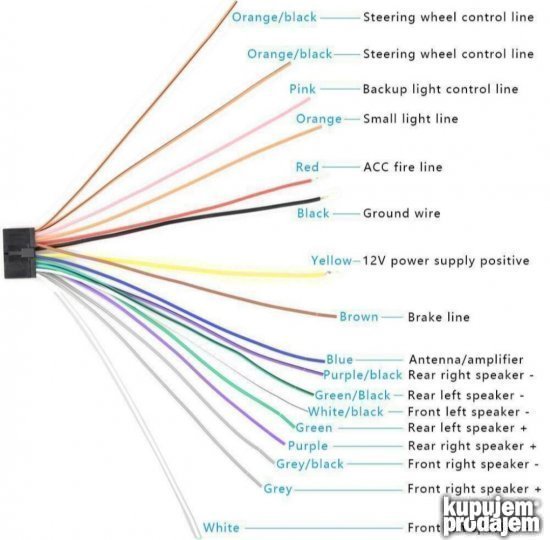 Orange/black Steering wheel control line
Orange/black Steering wheel control line
Pink Backup light control line
Orange Small light line
Red ACC fire line
Black Ground wire
Yellow 12V power supply positive
Brown Brake line
Blue Antenna/amplifier
Purple/black Rear right speaker -
Green/Black Rear left speaker -
White/black Front left speaker -
Green Rear left speaker +
Purple Rear right speaker +
Grey/black Front right speaker -
Grey Front right speaker +
White Front
kupujem
prodajem